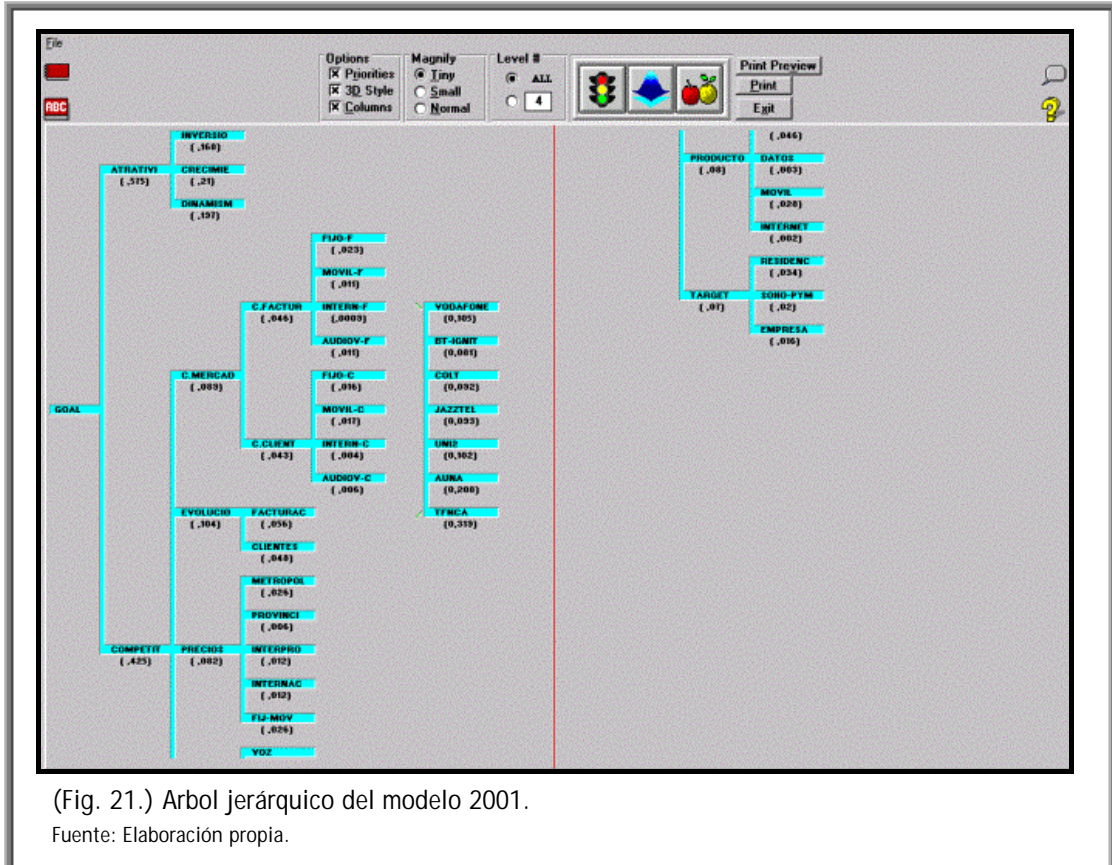 File
Options
Priorities
3D Style
Columns
Magnify
Tiny
Small
Normal
Level #
ALL
4
Print Preview
Print
Exit
ABC
INVERSIO
( ,168)
ATRATIVI
( ,575)
CRECIMIE
( ,21)
DINAMISM
( ,197)
FIJO-F
( ,023)
MOVIL-F
( ,011)
C.FACTUR
( ,046)
INTERN-F
( ,0009)
AUDIOV-F
( ,011)
C.MERCAD
( ,089)
FIJO-C
( ,016)
MOVIL-C
( ,017)
GOAL
C.CLIENT
( ,043)
INTERN-C
( ,004)
AUDIOV-C
( ,006)
VODAFONE
(0,105)
BT-IGNIT
(0,081)
COLT
(0,092)
JAZZTEL
(0,093)
UNI2
(0,102)
AUNA
(0,208)
TFNCA
(0,319)
EVOLUCIO
( ,104)
FACTURAC
( ,056)
CLIENTES
( ,048)
METROPOL
( ,026)
PROVINCI
( ,006)
COMPETIT
( ,425)
PRECIOS
( ,082)
INTERPRO
( ,012)
INTERNAC
( ,012)
FIJ-MOV
( ,026)
VOZ
( ,046)
PRODUCTO
( ,08)
DATOS
( ,003)
MOVIL
( ,028)
INTERNET
( ,002)
RESIDENC
( ,034)
TARGET
( ,07)
SOHO-PYM
( ,02)
EMPRESA
( ,016)
(Fig. 21.) Arbol jerárquico del modelo 2001.
Fuente: Elaboración propia.